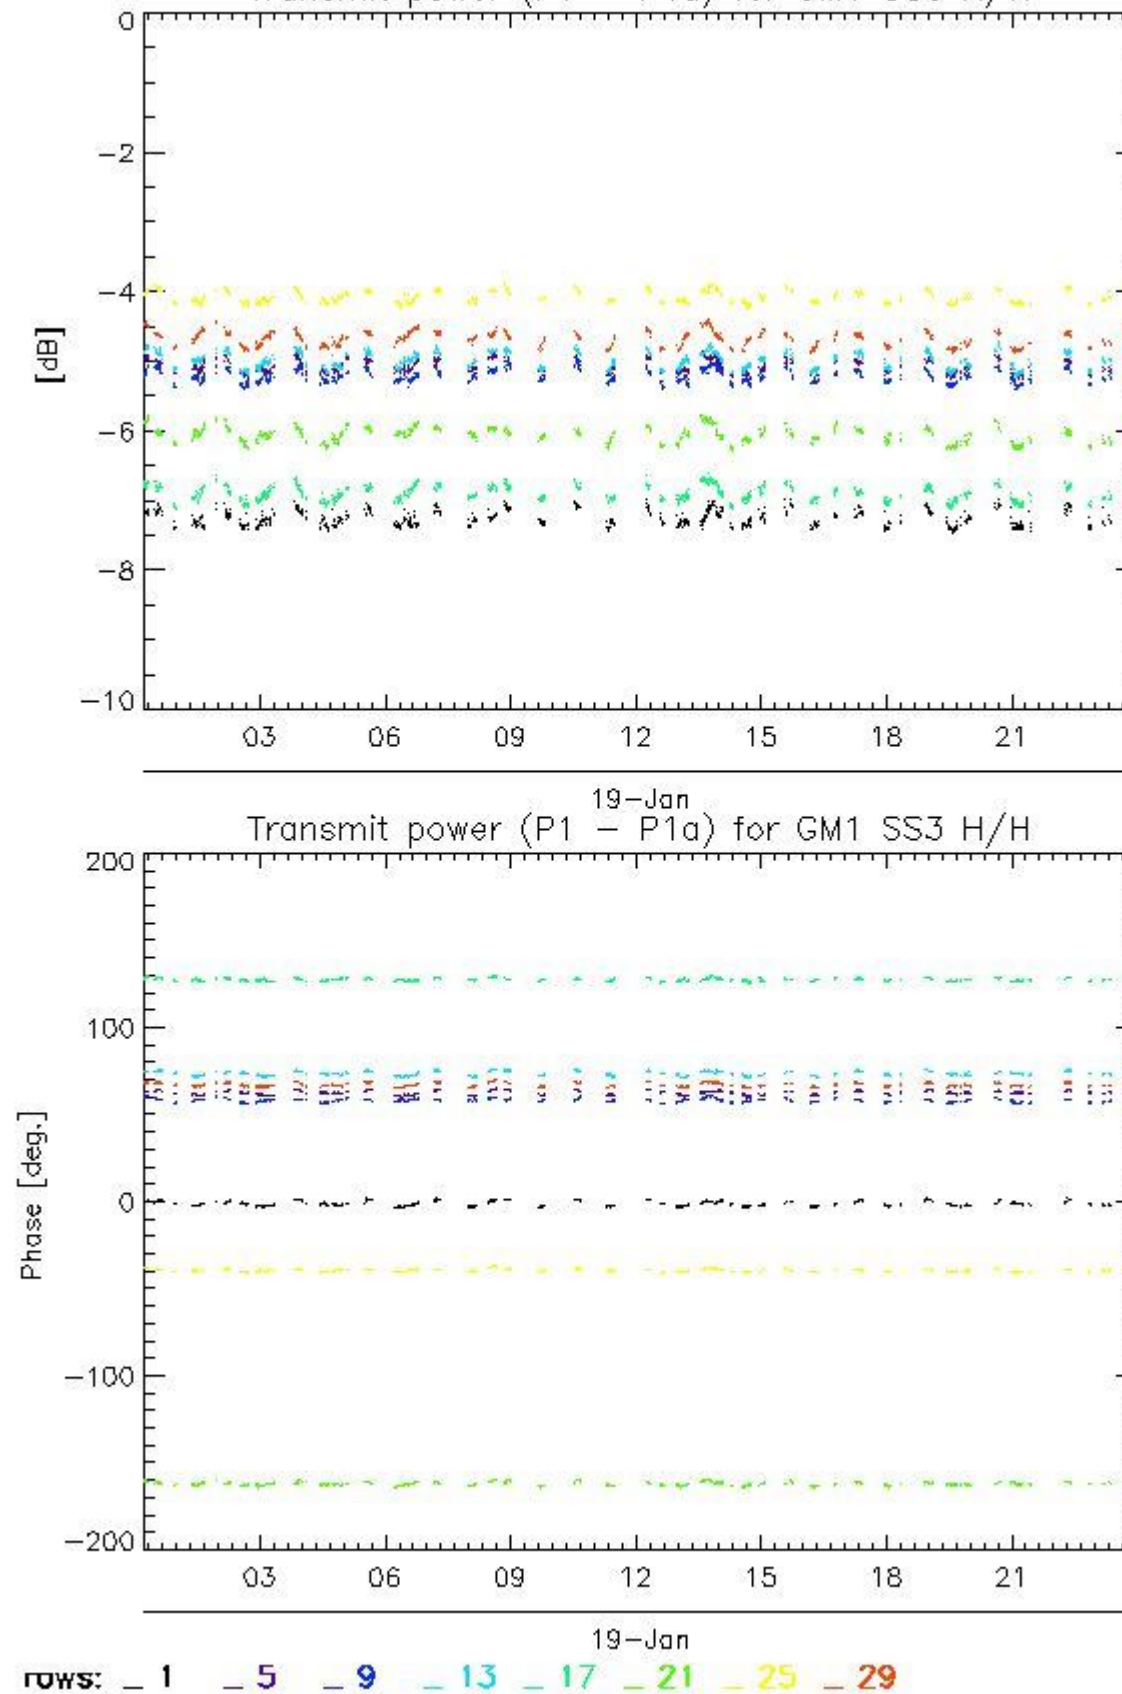 0
−2
−4
[dB]
−6
−8
−10
03 06 09 12 15 18 21
19−Jan
Transmit power (P1 − P1a) for GM1 SS3 H/H
200
100
Phase [deg.]
0
−100
−200
03 06 09 12 15 18 21
19−Jan
rows: _ 1 _ 5 _ 9 _ 13 _ 17 _ 21 _ 25 _ 29